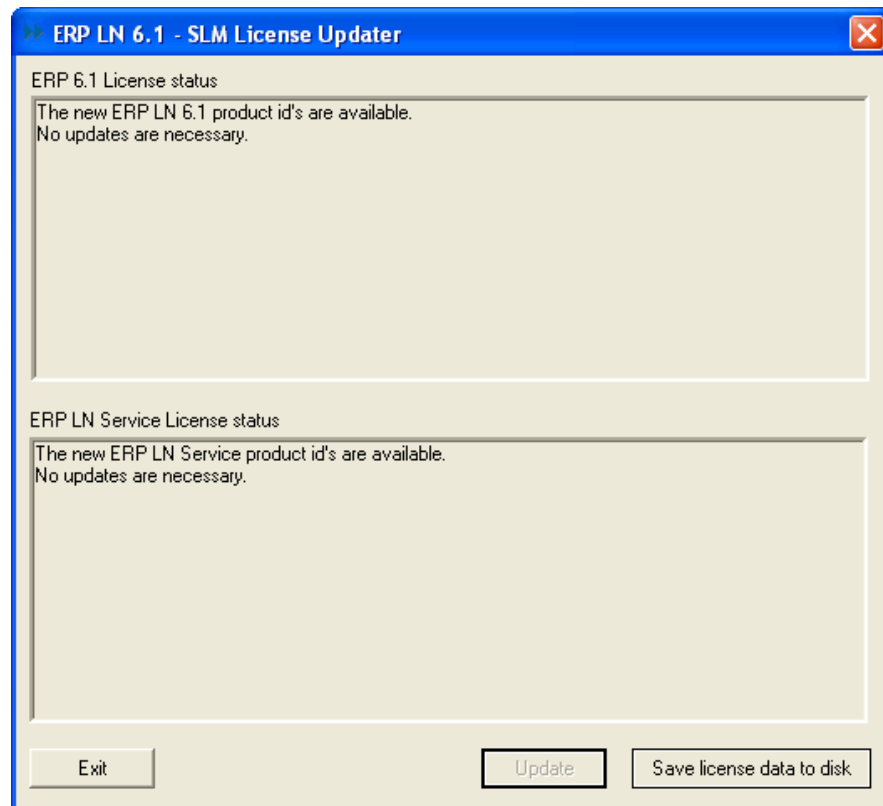 ERP LN 6.1 - SLM License Updater
ERP 6.1 License status
The new ERP LN 6.1 product id's are available.
No updates are necessary.
ERP LN Service License status
The new ERP LN Service product id's are available.
No updates are necessary.
Exit
Update
Save license data to disk